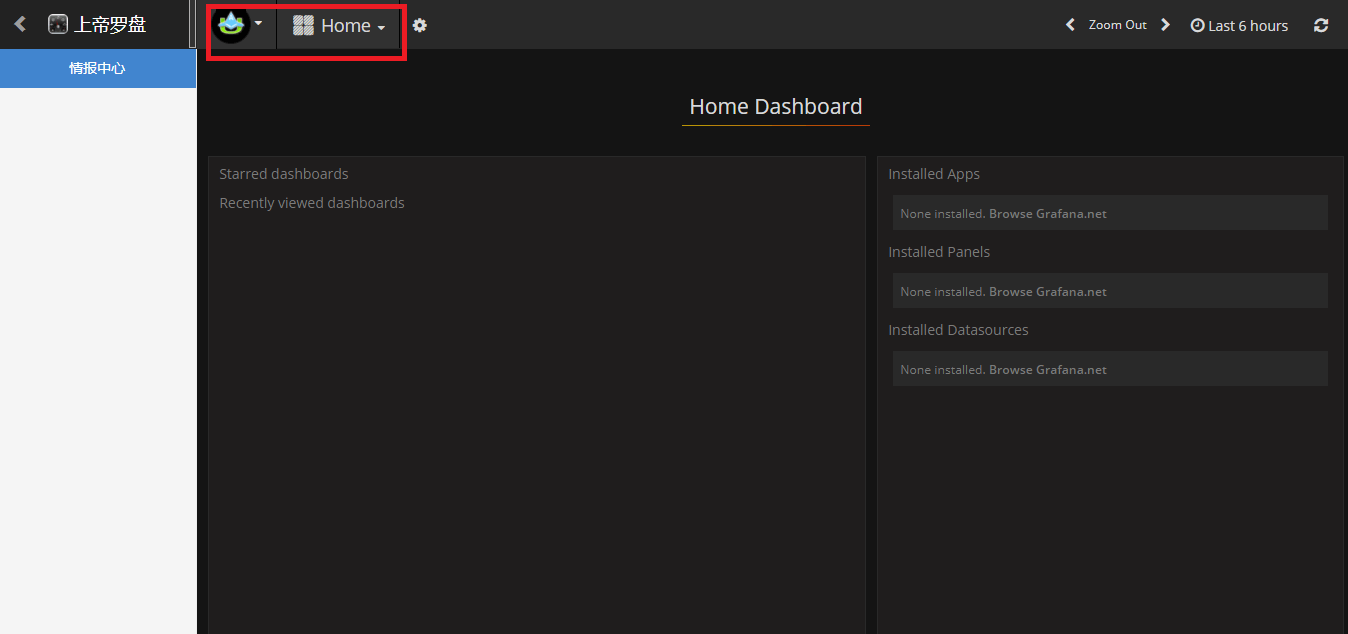 上帝罗盘
Home
Zoom Out
Last 6 hours
情报中心
Home Dashboard
Starred dashboards
Recently viewed dashboards
Installed Apps
None installed. Browse Grafana.net
Installed Panels
None installed. Browse Grafana.net
Installed Datasources
None installed. Browse Grafana.net